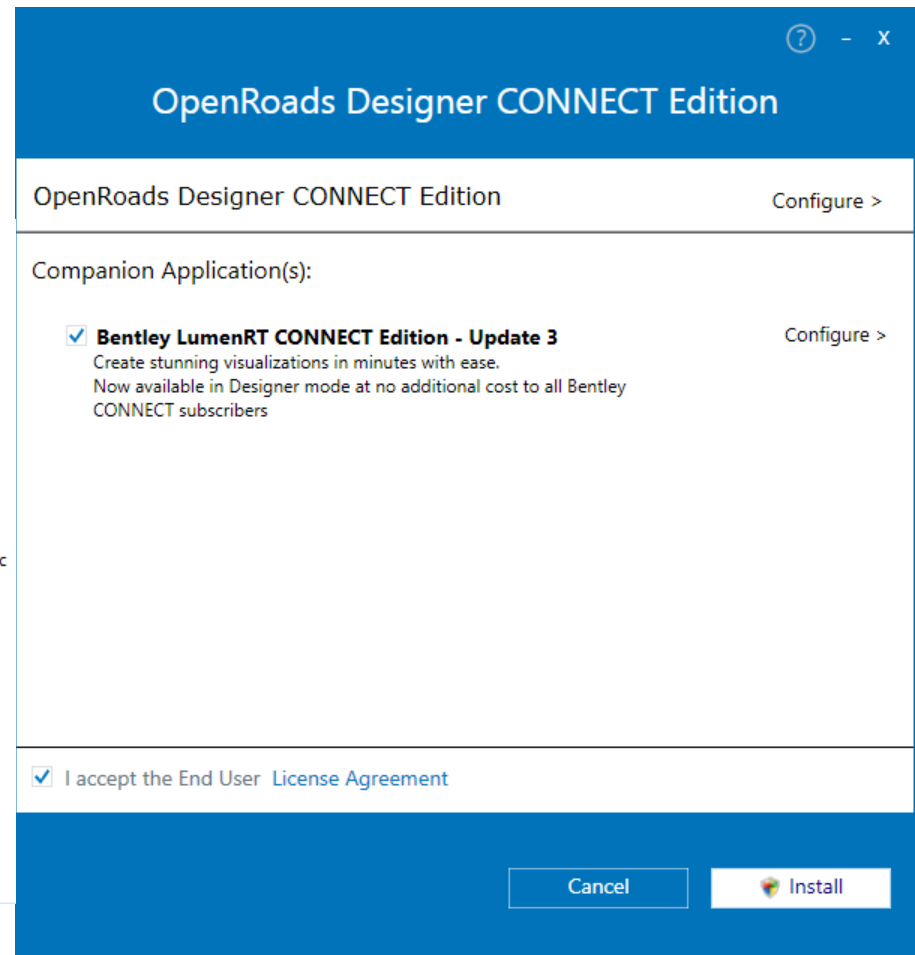 ? – X
OpenRoads Designer CONNECT Edition
OpenRoads Designer CONNECT Edition
Configure >
Companion Application(s):
Bentley LumenRT CONNECT Edition - Update 3
Configure >
Create stunning visualizations in minutes with ease.
Now available in Designer mode at no additional cost to all Bentley
CONNECT subscribers
c
I accept the End User License Agreement
Cancel
Install